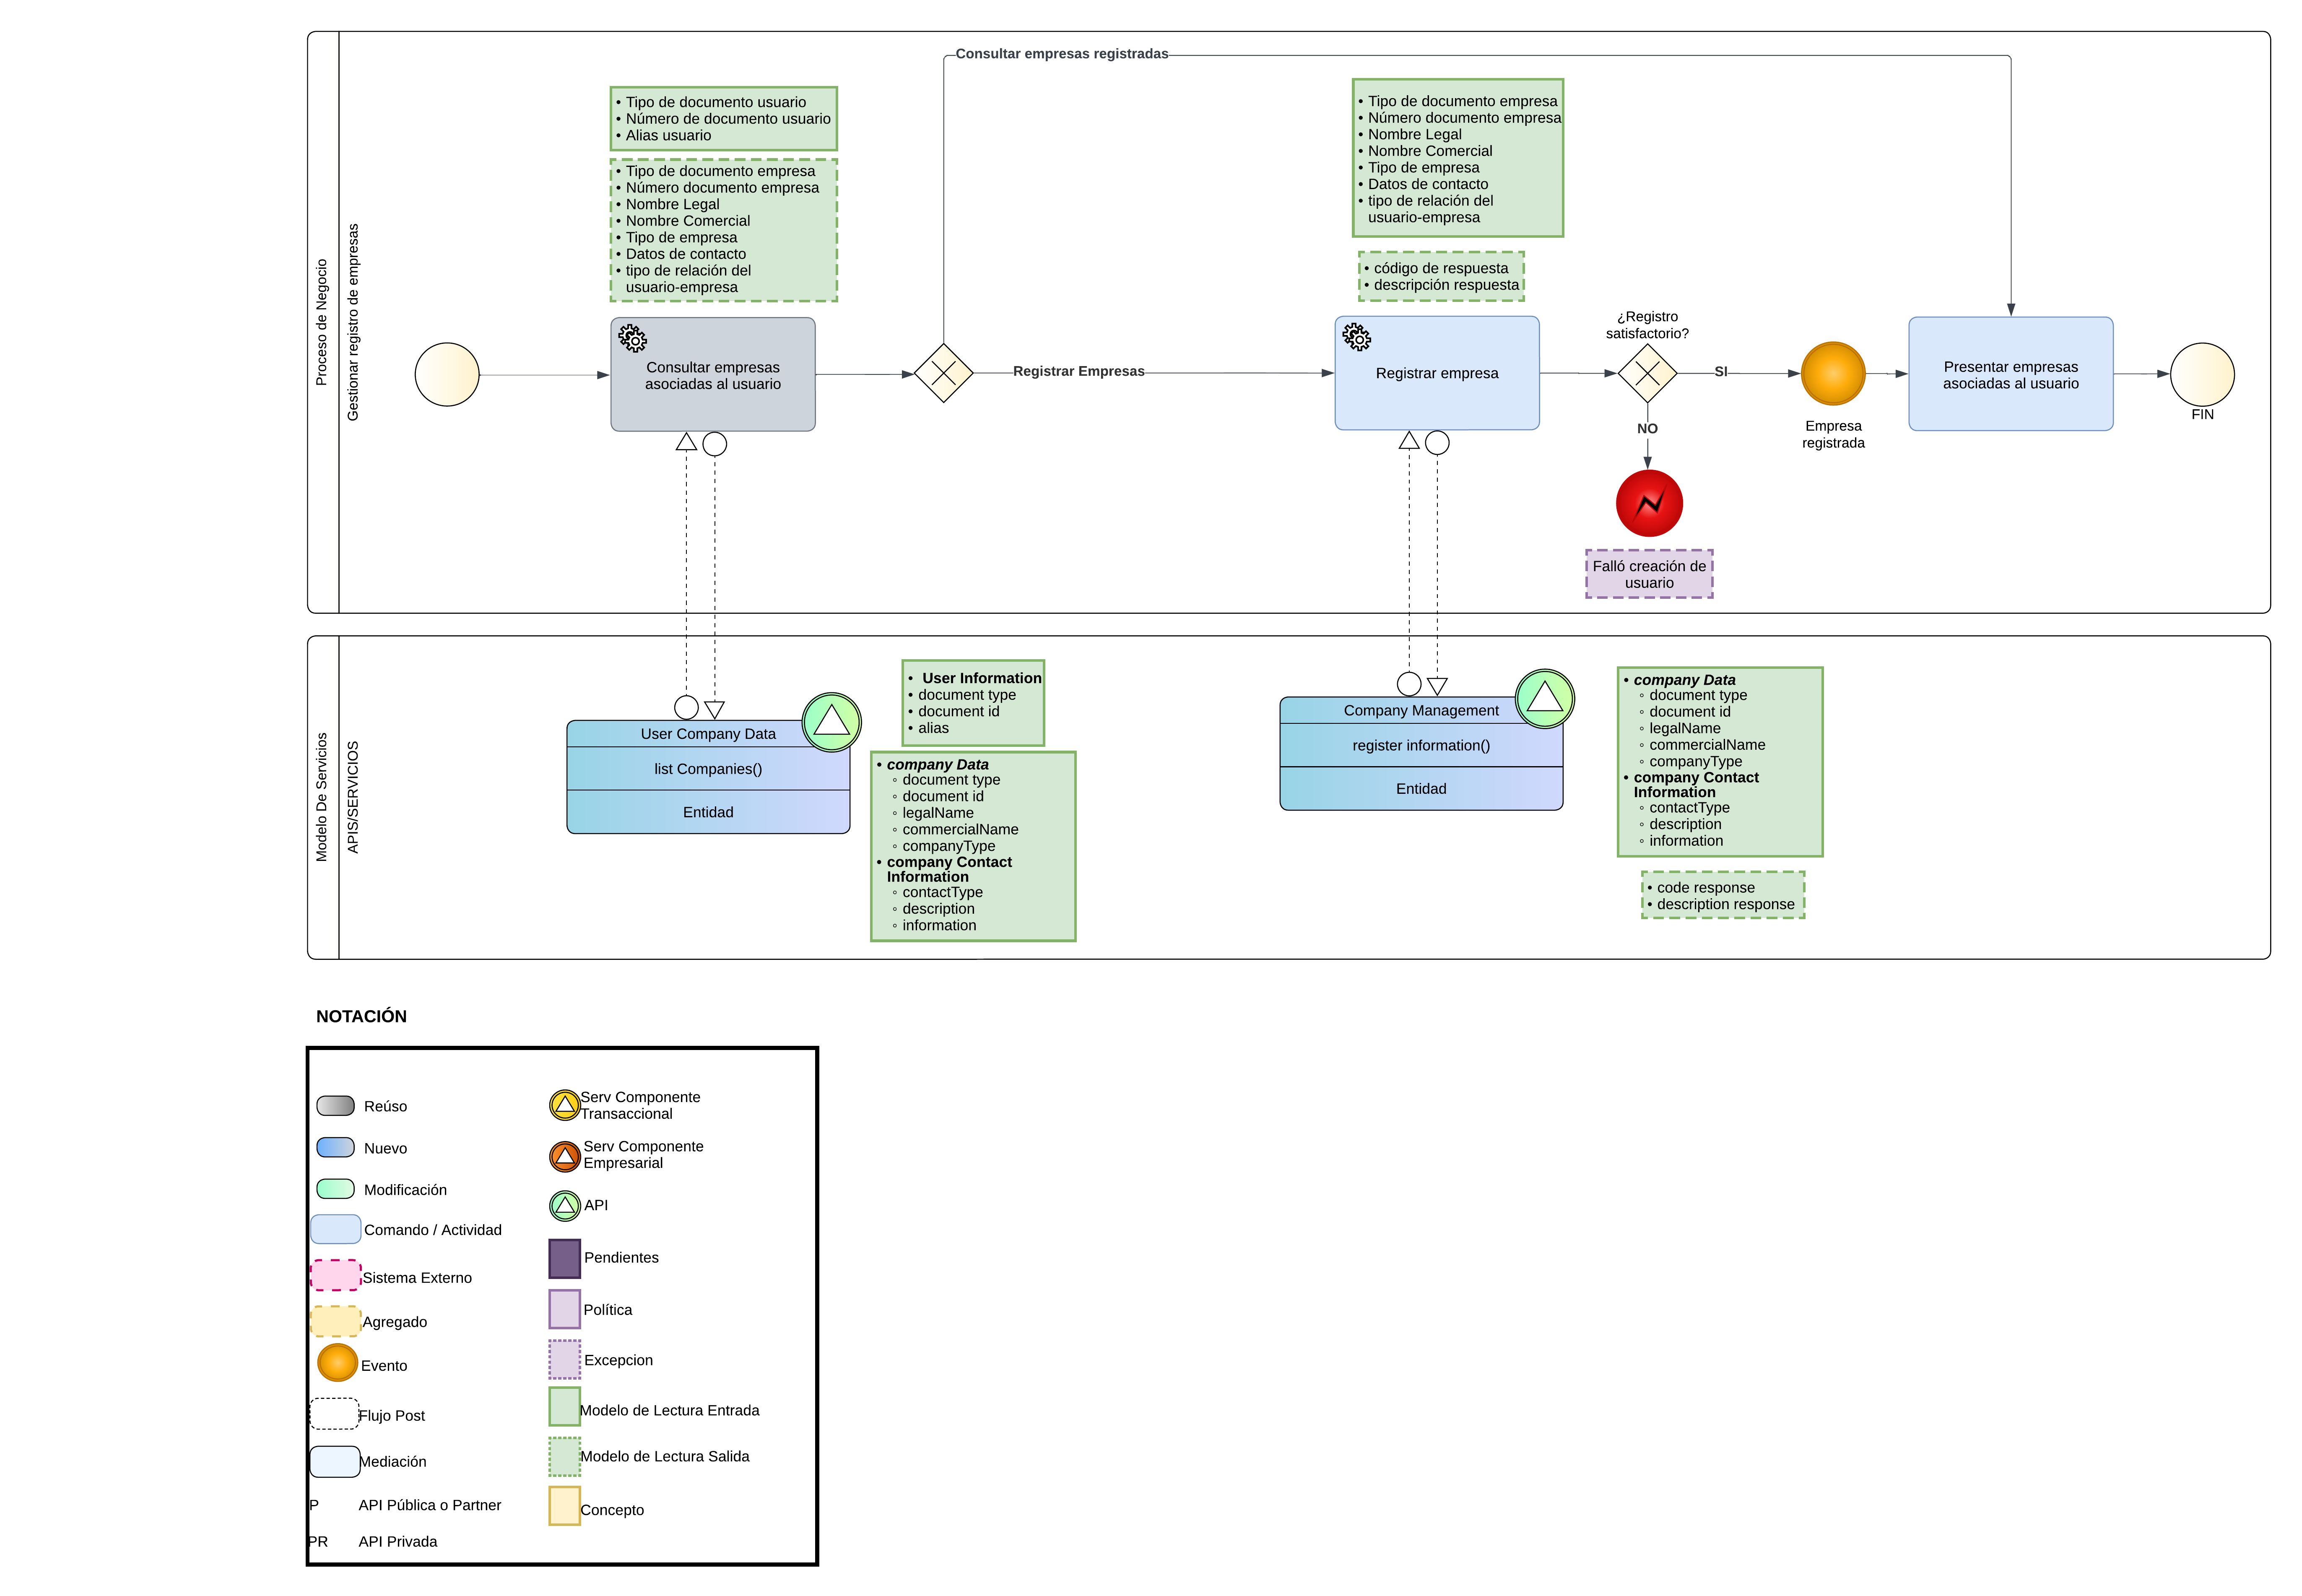 Proceso de Negocio
Gestionar registro de empresas
Consultar empresas registradas
• Tipo de documento usuario
• Número de documento usuario
• Alias usuario
• Tipo de documento empresa
• Número documento empresa
• Nombre Legal
• Nombre Comercial
• Tipo de empresa
• Datos de contacto
• tipo de relación del
usuario-empresa
Consultar empresas
asociadas al usuario
Registrar Empresas
• Tipo de documento empresa
• Número documento empresa
• Nombre Legal
• Nombre Comercial
• Tipo de empresa
• Datos de contacto
• tipo de relación del
usuario-empresa
• código de respuesta
• descripción respuesta
Registrar empresa
¿Registro
satisfactorio?
SI
NO
Falló creación de
usuario
Empresa
registrada
Presentar empresas
asociadas al usuario
FIN
Modelo De Servicios
APIS/SERVICIOS
User Company Data
list Companies()
Entidad
• User Information
• document type
• document id
• alias
• company Data
◦ document type
◦ document id
◦ legalName
◦ commercialName
◦ companyType
• company Contact
Information
◦ contactType
◦ description
◦ information
Company Management
register information()
Entidad
• company Data
◦ document type
◦ document id
◦ legalName
◦ commercialName
◦ companyType
• company Contact
Information
◦ contactType
◦ description
◦ information
• code response
• description response
NOTACIÓN
Reúso
Nuevo
Modificación
Comando / Actividad
Sistema Externo
Agregado
Evento
Flujo Post
Mediación
P API Pública o Partner
PR API Privada
Serv Componente
Transaccional
Serv Componente
Empresarial
API
Pendientes
Política
Excepcion
Modelo de Lectura Entrada
Modelo de Lectura Salida
Concepto